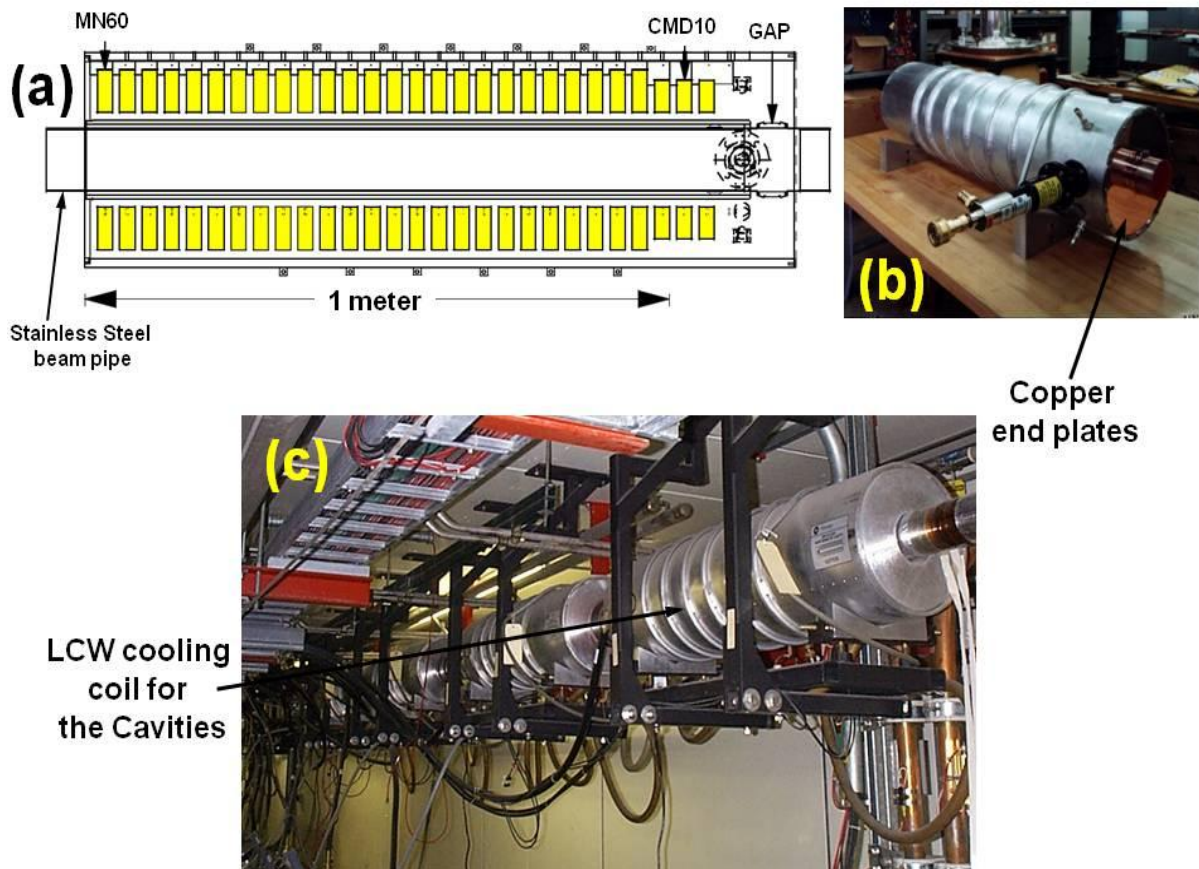 MN60
CMD10
GAP
(a)
1 meter
Stainless Steel
beam pipe
(b)
Copper
end plates
(c)
LCW cooling
coil for
the Cavities